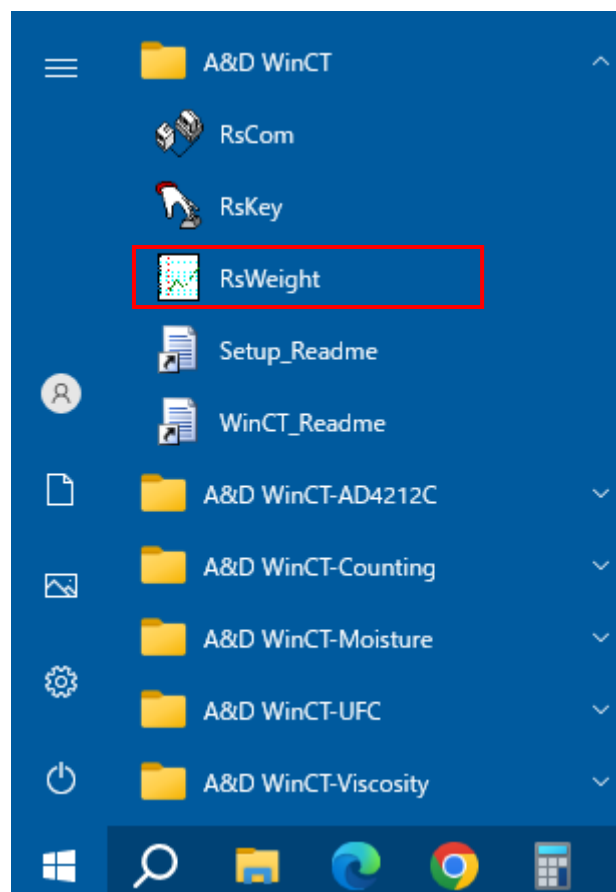 A&D WinCT
RsCom
RsKey
RsWeight
Setup_Readme
WinCT_Readme
A&D WinCT-AD4212C
A&D WinCT-Counting
A&D WinCT-Moisture
A&D WinCT-UFC
A&D WinCT-Viscosity